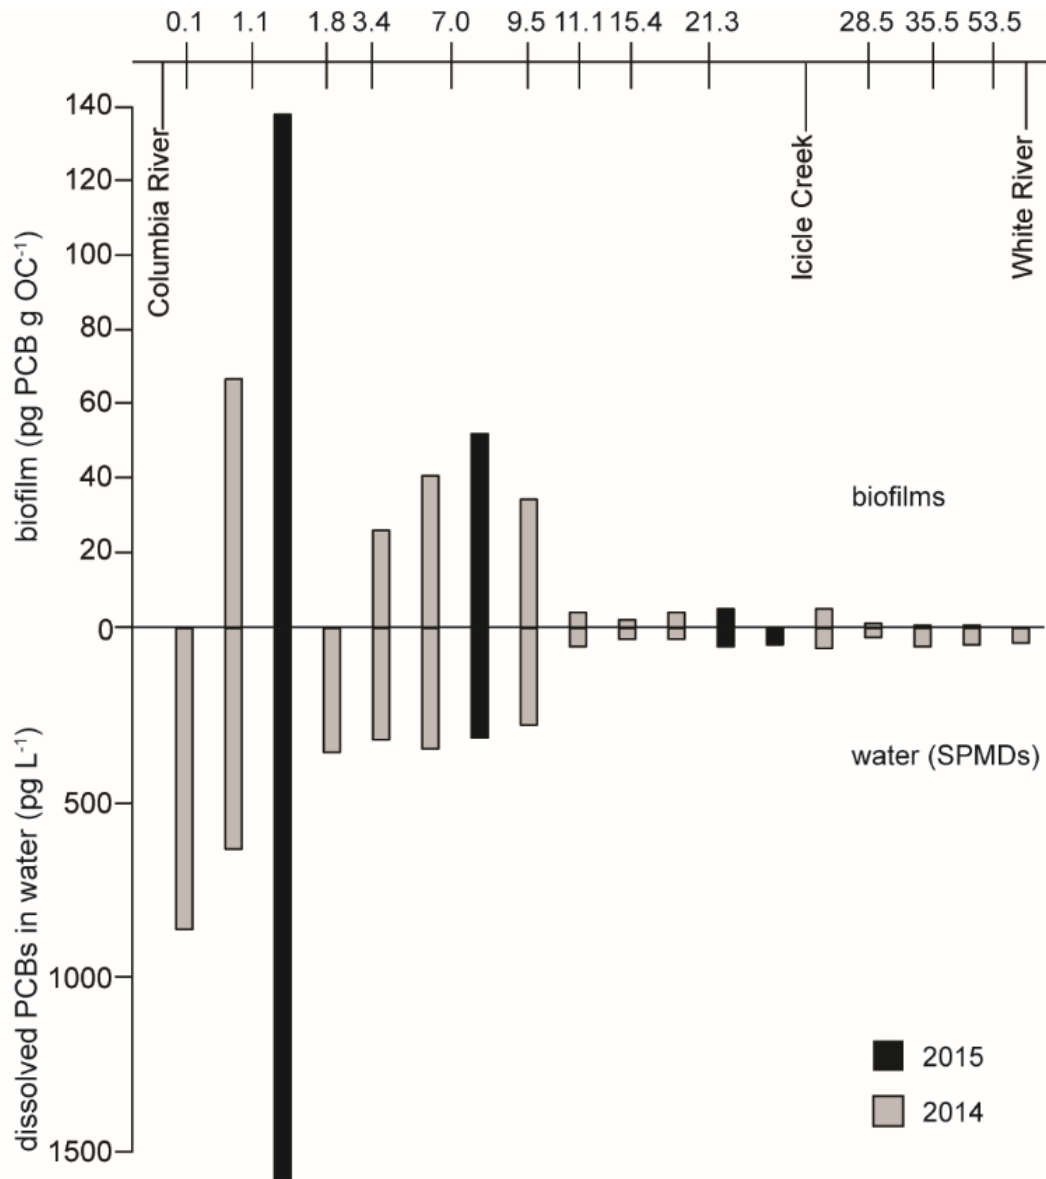 0.1 1.1 1.8 3.4 7.0 9.5 11.1 15.4 21.3 28.5 35.5 53.5
Columbia River
Icicle Creek
White River
biofilm (pg PCB g OC⁻¹)
140
120
100
80
60
40
20
0
biofilms
dissolved PCBs in water (pg L⁻¹)
500
1000
1500
water (SPMDs)
2015
2014